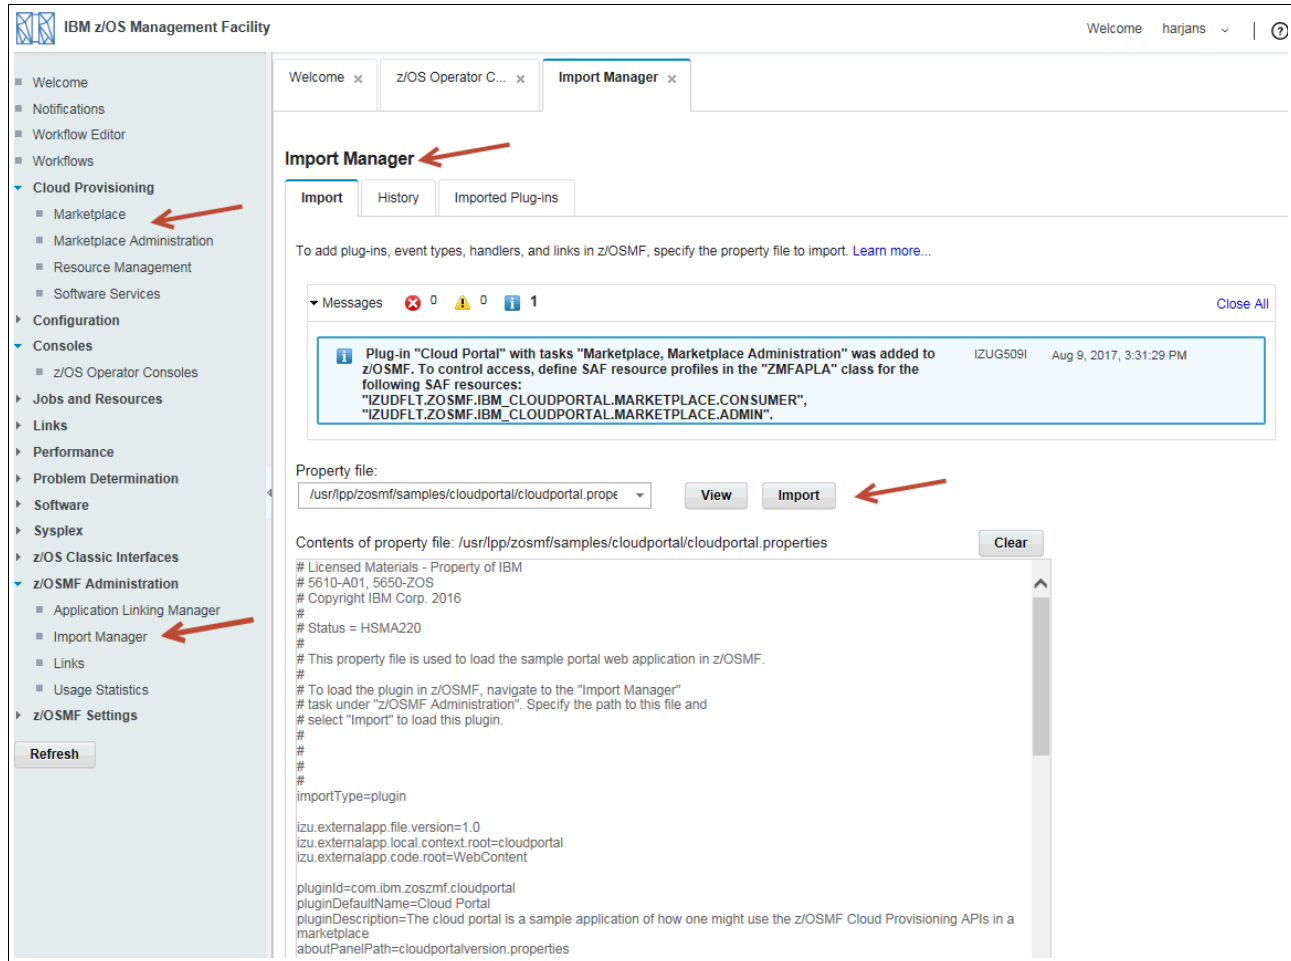 IBM z/OS Management Facility
Welcome harjans
Welcome
Notifications
Workflow Editor
Workflows
Cloud Provisioning
Marketplace
Marketplace Administration
Resource Management
Software Services
Configuration
Consoles
z/OS Operator Consoles
Jobs and Resources
Links
Performance
Problem Determination
Software
Sysplex
z/OS Classic Interfaces
z/OSMF Administration
Application Linking Manager
Import Manager
Links
Usage Statistics
z/OSMF Settings
Refresh
Welcome x z/OS Operator C... x Import Manager x
Import Manager
Import History Imported Plug-ins
To add plug-ins, event types, handlers, and links in z/OSMF, specify the property file to import. Learn more...
Messages 0 0 1 Close All
Plug-in "Cloud Portal" with tasks "Marketplace, Marketplace Administration" was added to IZUG509I Aug 9, 2017, 3:31:29 PM
z/OSMF. To control access, define SAF resource profiles in the "ZMFAPLA" class for the
following SAF resources:
"IZUDFLT.ZOSMF.IBM_CLOUDPORTAL.MARKETPLACE.CONSUMER",
"IZUDFLT.ZOSMF.IBM_CLOUDPORTAL.MARKETPLACE.ADMIN".
Property file:
/usr/lpp/zosmf/samples/cloudportal/cloudportal.prope View Import
Contents of property file: /usr/lpp/zosmf/samples/cloudportal/cloudportal.properties Clear
# Licensed Materials - Property of IBM
# 5610-A01, 5650-ZOS
# Copyright IBM Corp. 2016
#
# Status = HSMA220
#
# This property file is used to load the sample portal web application in z/OSMF.
#
# To load the plugin in z/OSMF, navigate to the "Import Manager"
# task under "z/OSMF Administration". Specify the path to this file and
# select "Import" to load this plugin.
#
#
#
#
importType=plugin
izu.externalapp.file.version=1.0
izu.externalapp.local.context.root=cloudportal
izu.externalapp.code.root=WebContent
pluginId=com.ibm.zoszmf.cloudportal
pluginDefaultName=Cloud Portal
pluginDescription=The cloud portal is a sample application of how one might use the z/OSMF Cloud Provisioning APIs in a
marketplace
aboutPanelPath=cloudportalversion.properties